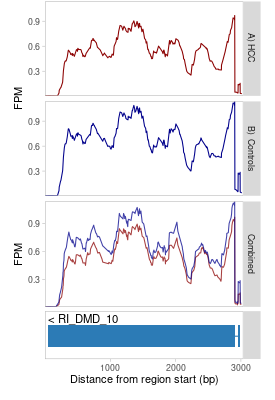 0.9
0.6
0.3
FPM
A) HCC
0.9
0.6
0.3
B) Controls
0.9
0.6
0.3
FPM
Combined
< RI_DMD_10
1000 2000 3000
Distance from region start (bp)